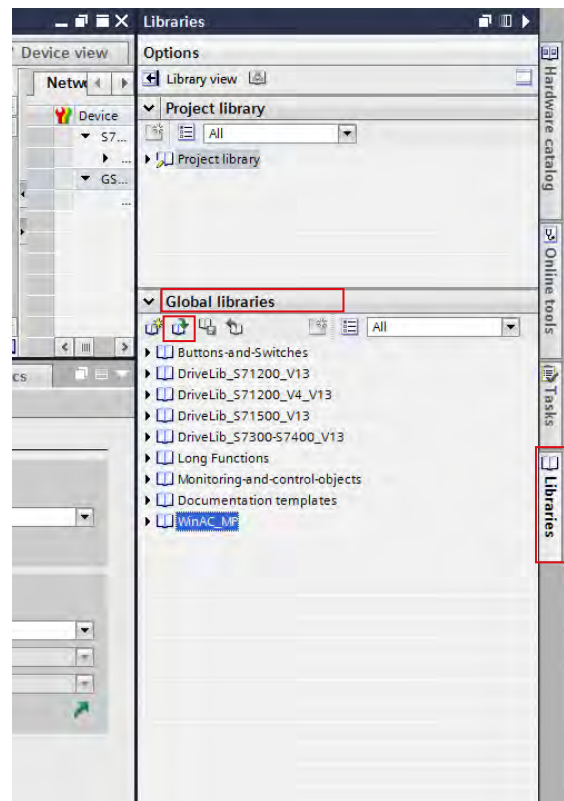 Libraries
Device view
Options
Netw
Library view
Device
Project library
S7...
All
...
Project library
GS...
...
Global libraries
All
Buttons-and-Switches
DriveLib_S71200_V13
DriveLib_S71200_V4_V13
DriveLib_S71500_V13
DriveLib_S7300-S7400_V13
Long Functions
Monitoring-and-control-objects
Documentation templates
WinAC_MP
cs
Hardware catalog
Online tools
Tasks
Libraries